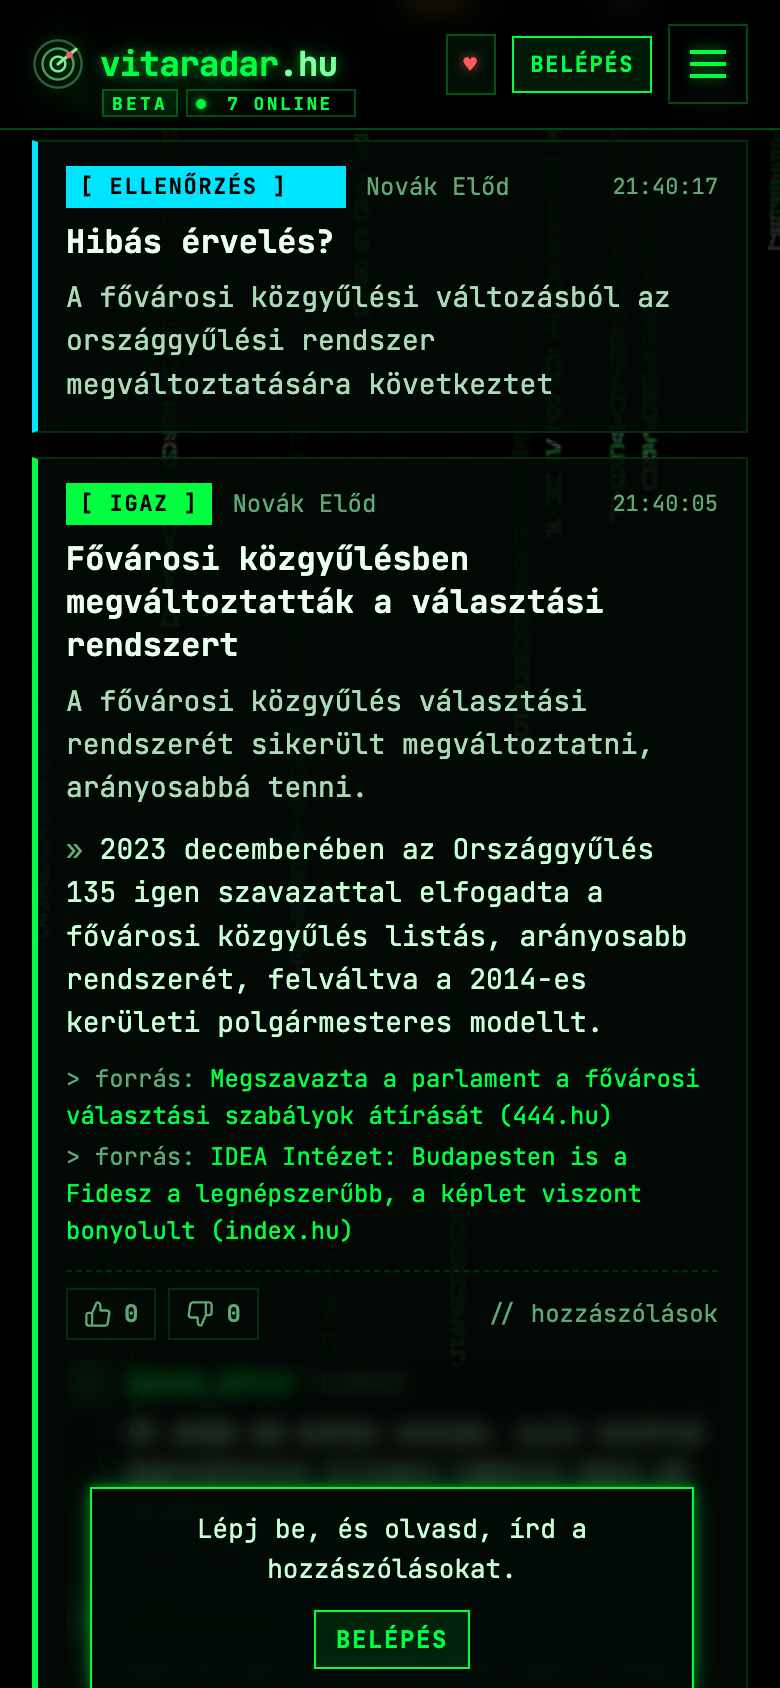 vitaradar.hu
BETA
7 ONLINE
♥
BELÉPÉS
[ ELLENŐRZÉS ] Novák Előd 21:40:17
Hibás érvelés?
A fővárosi közgyűlési változásból az
országgyűlési rendszer
megváltoztatására következtet
[ IGAZ ] Novák Előd 21:40:05
Fővárosi közgyűlésben
megváltoztatták a választási
rendszert
A fővárosi közgyűlés választási
rendszerét sikerült megváltoztatni,
arányosabbá tenni.
» 2023 decemberében az Országgyűlés
135 igen szavazattal elfogadta a
fővárosi közgyűlés listás, arányosabb
rendszerét, felváltva a 2014-es
kerületi polgármesteres modellt.
> forrás: Megszavazta a parlament a fővárosi
választási szabályok átírását (444.hu)
> forrás: IDEA Intézet: Budapesten is a
Fidesz a legnépszerűbb, a képlet viszont
bonyolult (index.hu)
0 0 // hozzászólások
Lépj be, és olvasd, írd a
hozzászólásokat.
BELÉPÉS